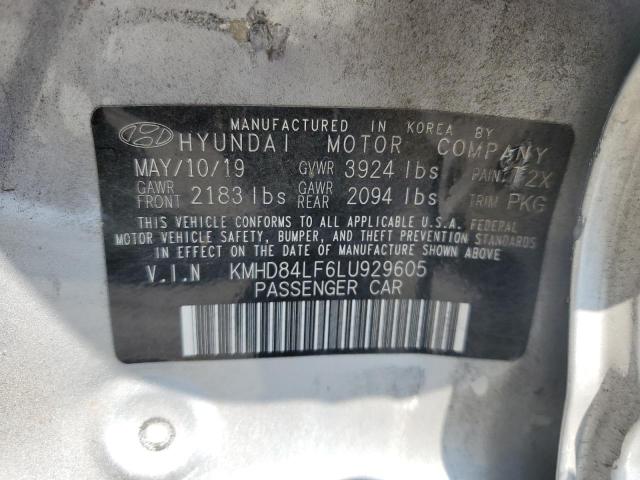 MANUFACTURED IN KOREA BY
HYUNDAI MOTOR COMPANY
MAY/10/19 GVWR 3924 lbs PAINT T2X
GAWR FRONT 2183 lbs GAWR REAR 2094 lbs TRIM PKG
THIS VEHICLE CONFORMS TO ALL APPLICABLE U.S.A. FEDERAL
MOTOR VEHICLE SAFETY, BUMPER, AND THEFT PREVENTION STANDARDS
IN EFFECT ON THE DATE OF MANUFACTURE SHOWN ABOVE.
V.I.N KMHD84LF6LU929605
PASSENGER CAR